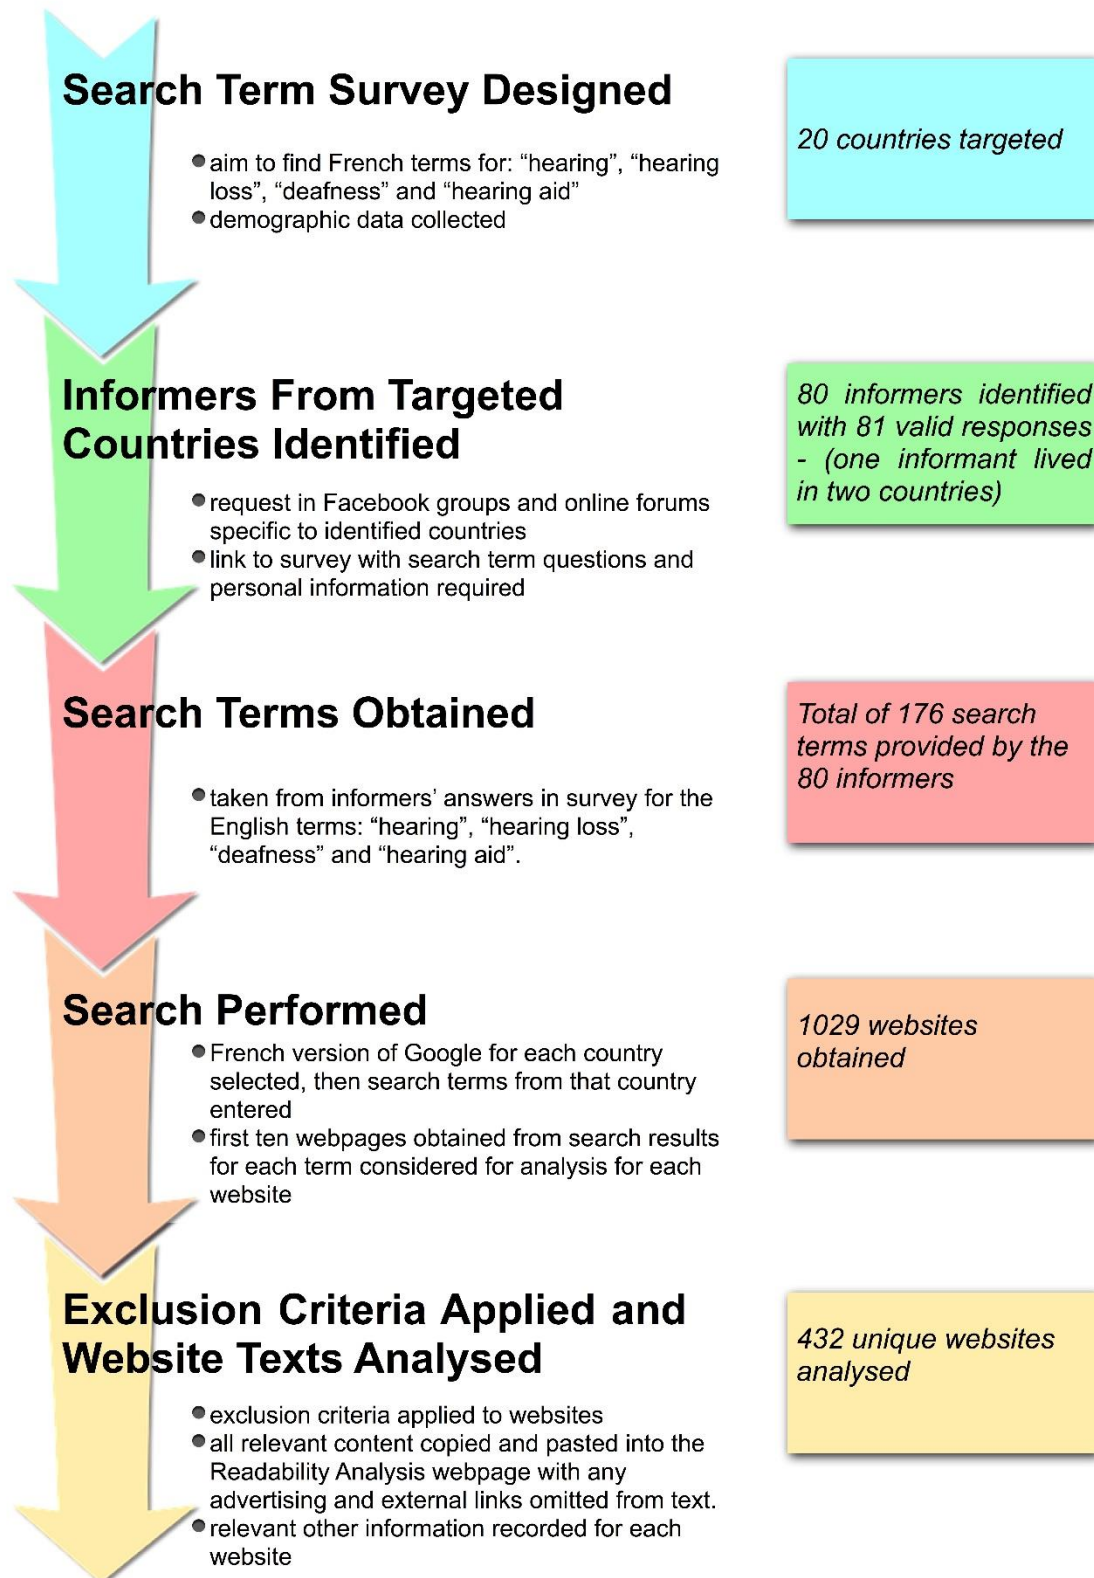 Search Term Survey Designed
● aim to find French terms for: “hearing”, “hearing
loss”, “deafness” and “hearing aid”
● demographic data collected
20 countries targeted
Informers From Targeted
Countries Identified
● request in Facebook groups and online forums
specific to identified countries
● link to survey with search term questions and
personal information required
80 informers identified
with 81 valid responses
- (one informant lived
in two countries)
Search Terms Obtained
● taken from informers’ answers in survey for the
English terms: “hearing”, “hearing loss”,
“deafness” and “hearing aid”.
Total of 176 search
terms provided by the
80 informers
Search Performed
● French version of Google for each country
selected, then search terms from that country
entered
● first ten webpages obtained from search results
for each term considered for analysis for each
website
1029 websites
obtained
Exclusion Criteria Applied and
Website Texts Analysed
● exclusion criteria applied to websites
● all relevant content copied and pasted into the
Readability Analysis webpage with any
advertising and external links omitted from text.
● relevant other information recorded for each
website
432 unique websites
analysed